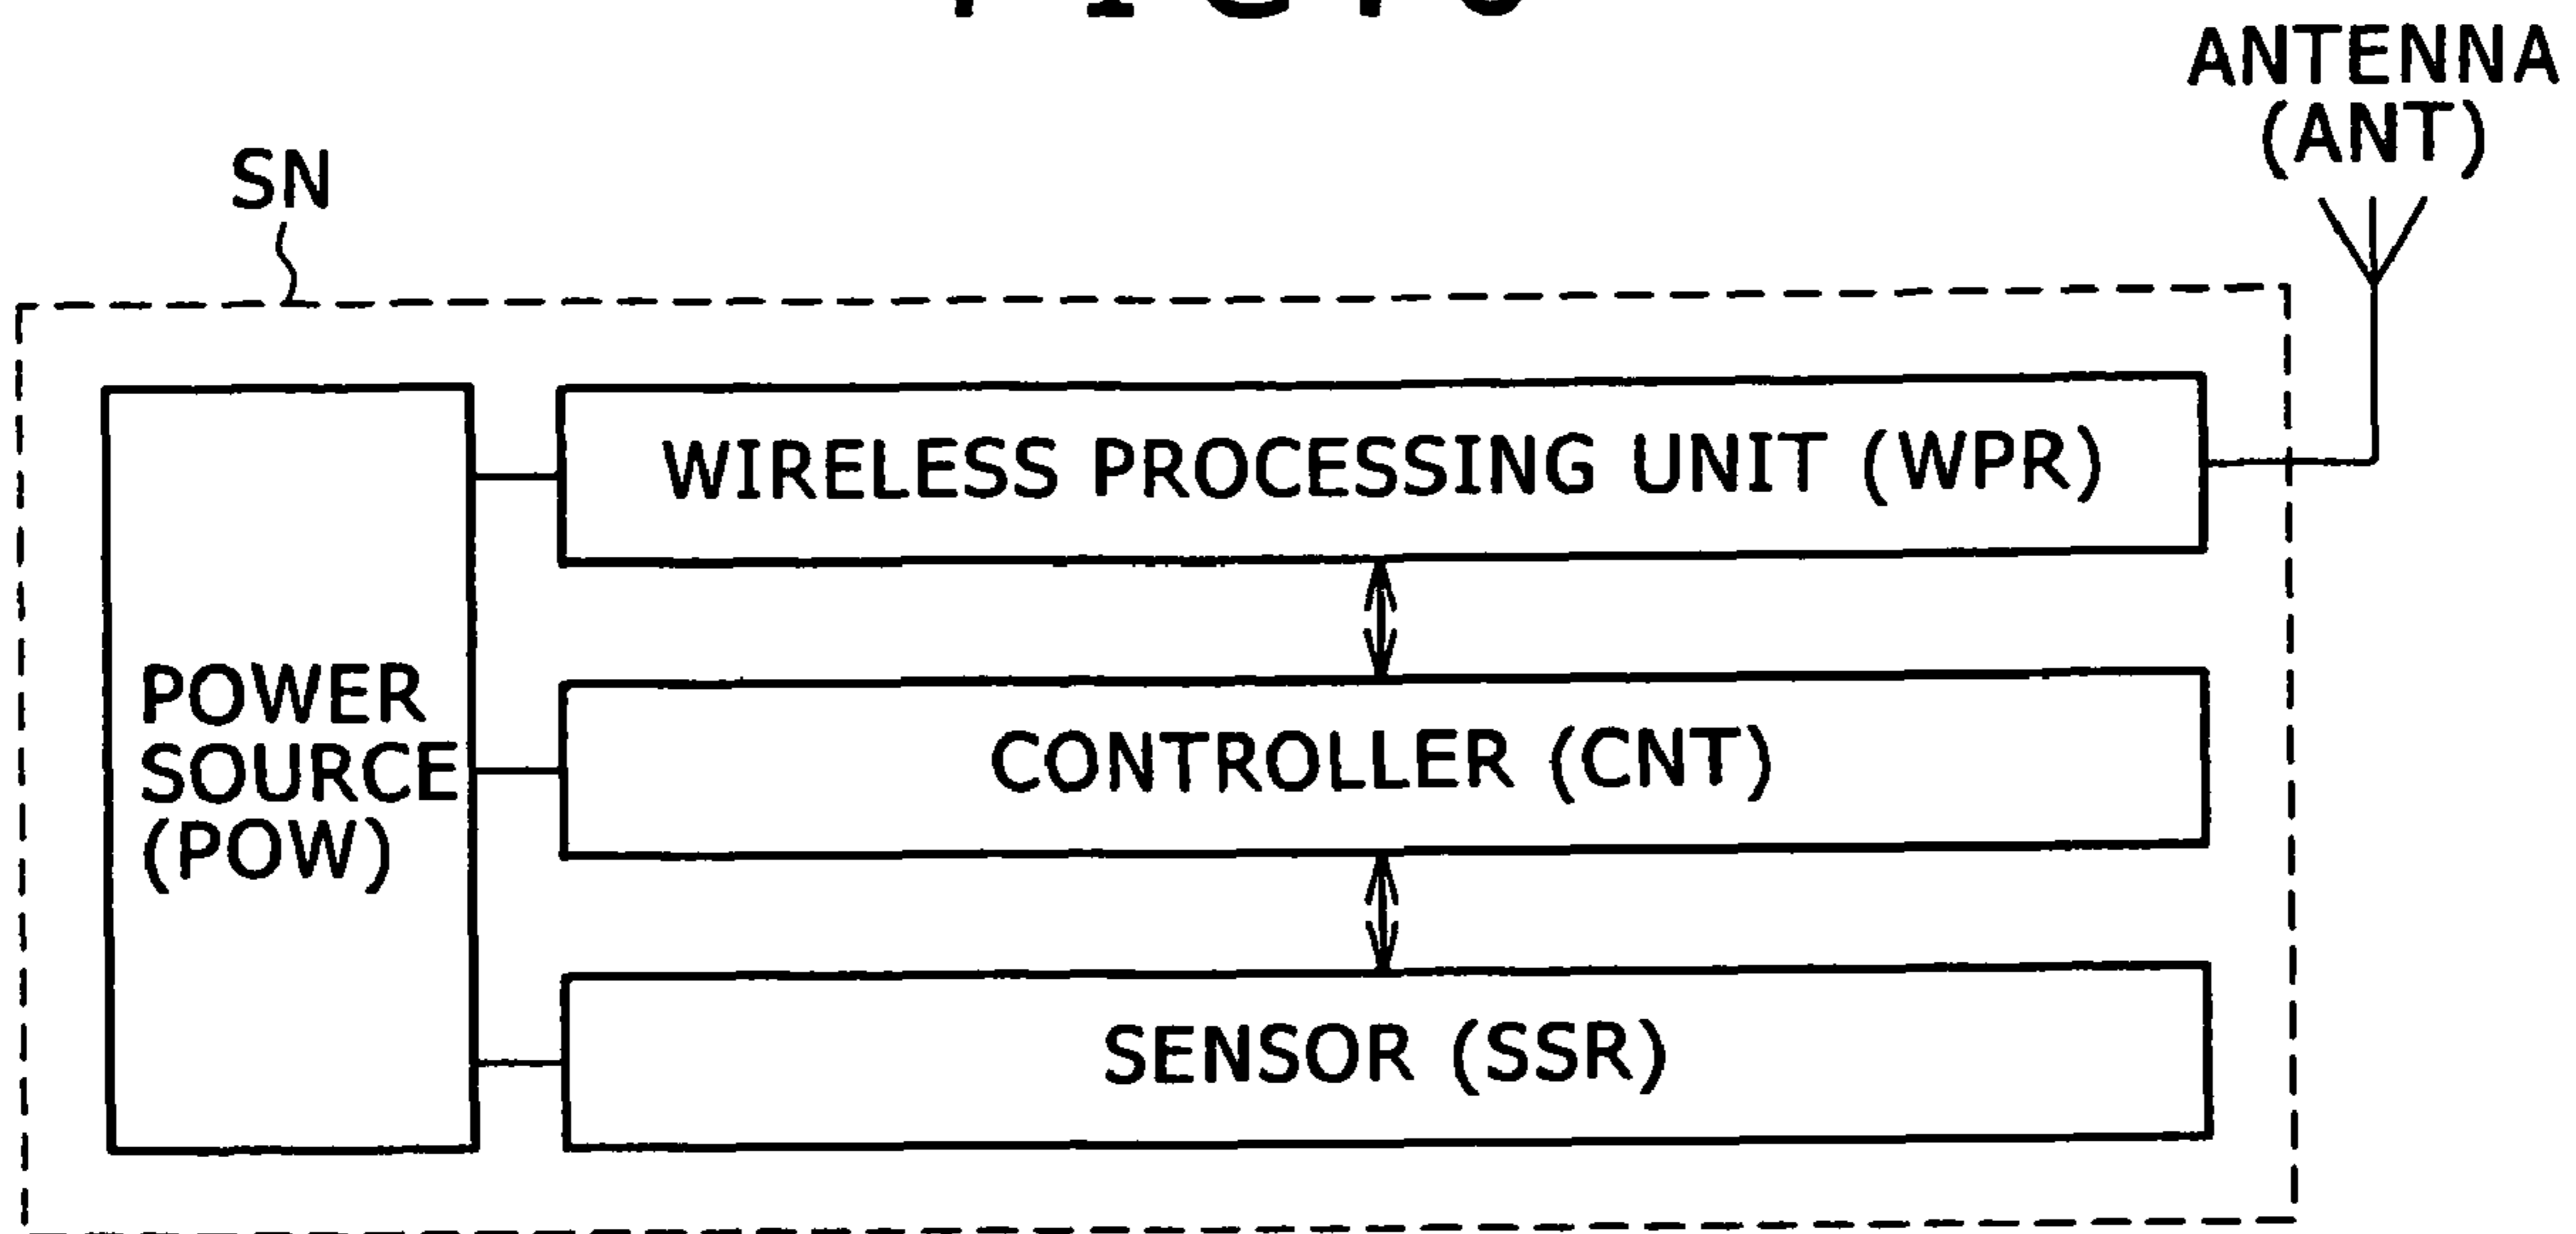 ANTENNA
(ANT)
SN
WIRELESS PROCESSING UNIT (WPR)
POWER
SOURCE
(POW)
CONTROLLER (CNT)
SENSOR (SSR)